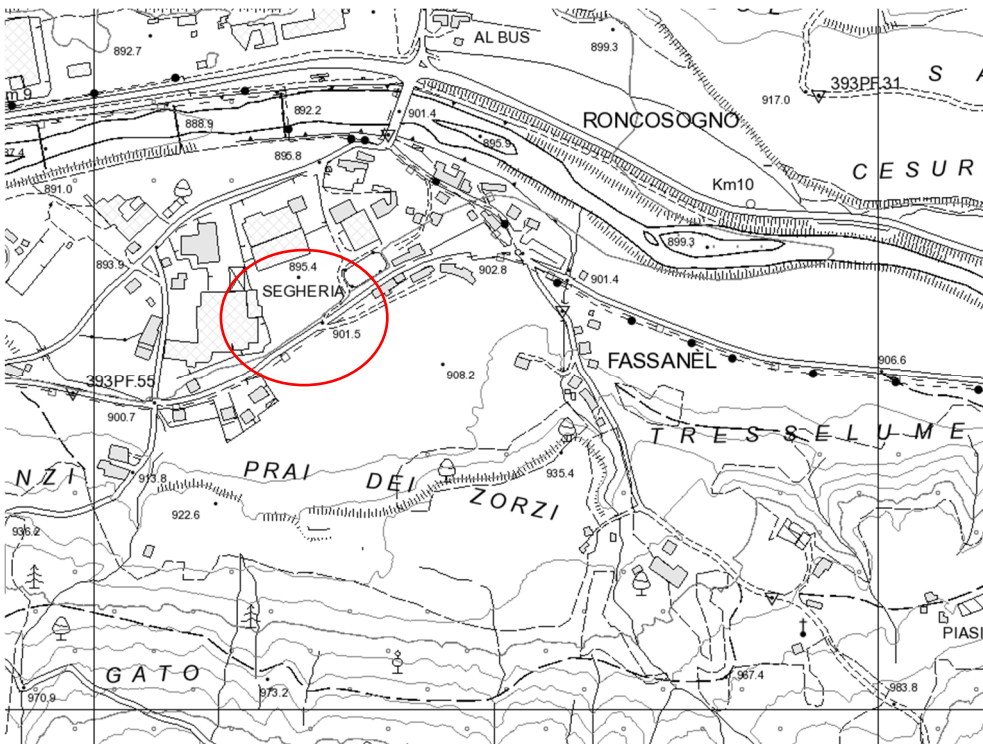 AL BUS
892.7
899.3
S A
393PF.31
917.0
m 9
892.2
901.4
888.9
RONCOSOGNO
895.9
895.8
CESUR
891.0
Km10
899.3
893.9
895.4
902.8
901.4
SEGHERIA
901.5
FASSANEL
906.6
908.2
393PF.55
900.7
TRESSELUME
PRAI DEI ZORZI
NZI
913.8
935.4
922.6
936.2
PIASI
GATO
967.4
973.2
970.9
983.8